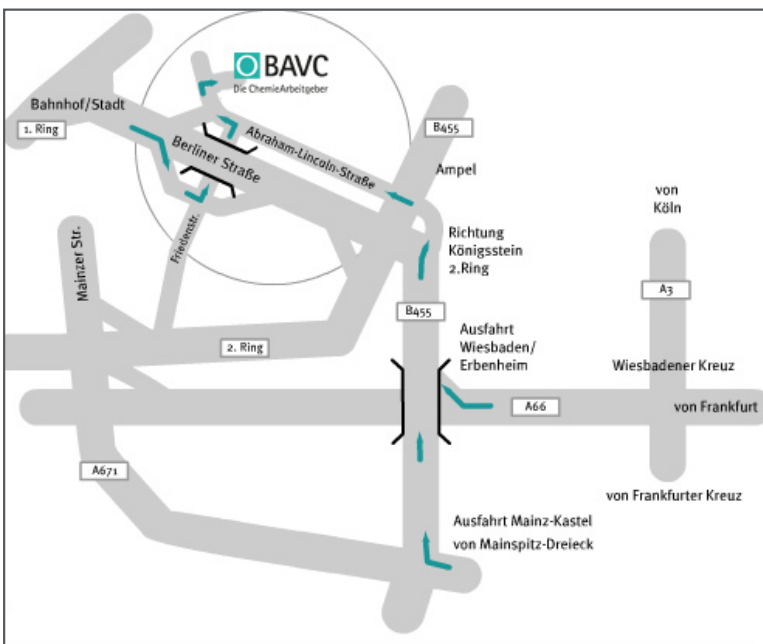 BAVC
Die ChemieArbeitgeber
Bahnhof/Stadt
1. Ring
Berliner Straße
Abraham-Lincoln-Straße
B455
Ampel
von
Köln
Friedenstr.
Mainzer Str.
Richtung
Königsstein
2.Ring
A3
B455
2. Ring
Ausfahrt
Wiesbaden/
Erbenheim
Wiesbadener Kreuz
A66
von Frankfurt
A671
von Frankfurter Kreuz
Ausfahrt Mainz-Kastel
von Mainspitz-Dreieck